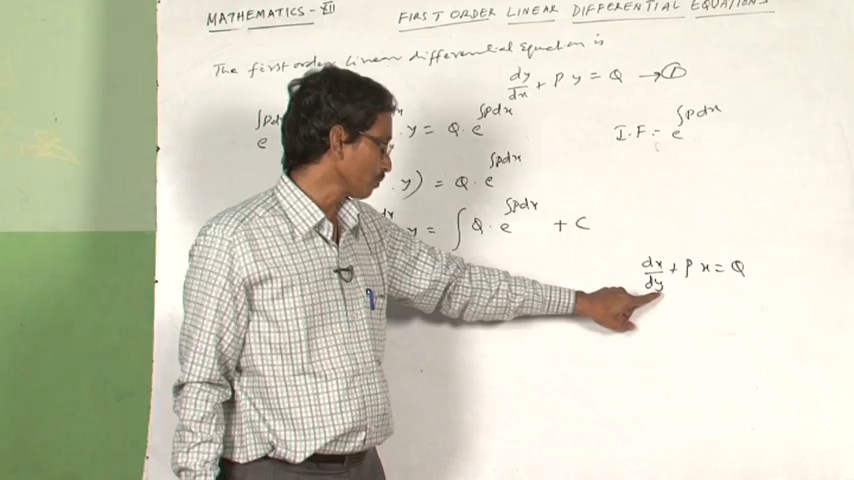 MATHEMATICS - XII
FIRST ORDER LINEAR DIFFERENTIAL EQUATIONS
The first order Linear differential Equation is
dy/dx + P y = Q → ①
e^∫Pdx . y = Q . e^∫Pdx
I.F = e^∫Pdx
. y) = Q . e^∫Pdx
y = ∫ Q . e^∫Pdx + C
dx/dy + P x = Q